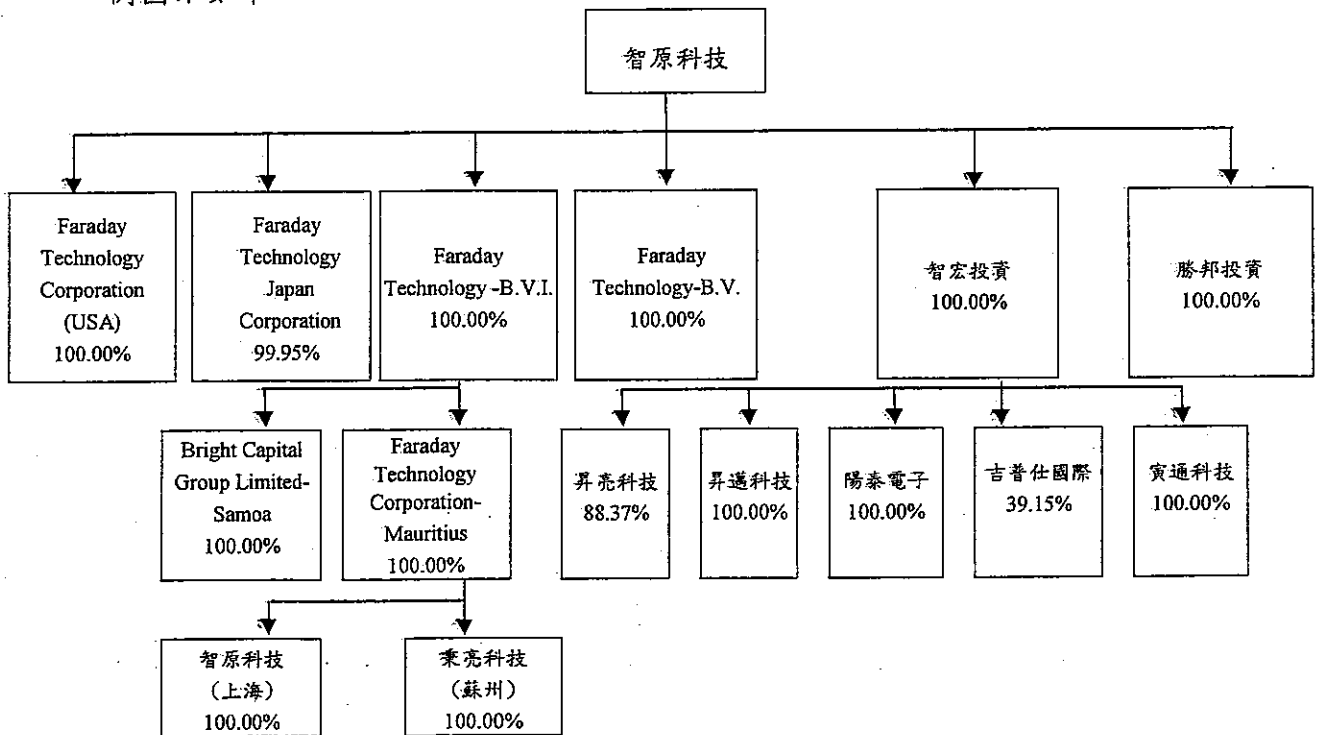 智原科技
Faraday
Technology
Corporation
(USA)
100.00%
Faraday
Technology
Japan
Corporation
99.95%
Faraday
Technology -B.V.I.
100.00%
Faraday
Technology-B.V.
100.00%
智宏投資
100.00%
勝邦投資
100.00%
Bright Capital
Group Limited-
Samoa
100.00%
Faraday
Technology
Corporation-
Mauritius
100.00%
昇亮科技
88.37%
昇邁科技
100.00%
陽泰電子
100.00%
吉普仕國際
39.15%
寅通科技
100.00%
智原科技
(上海)
100.00%
秉亮科技
(蘇州)
100.00%